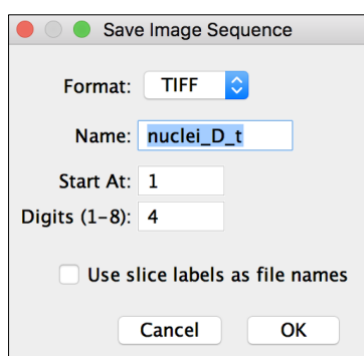 Save Image Sequence
Format: TIFF
Name: nuclei_D_t
Start At: 1
Digits (1-8): 4
Use slice labels as file names
Cancel OK